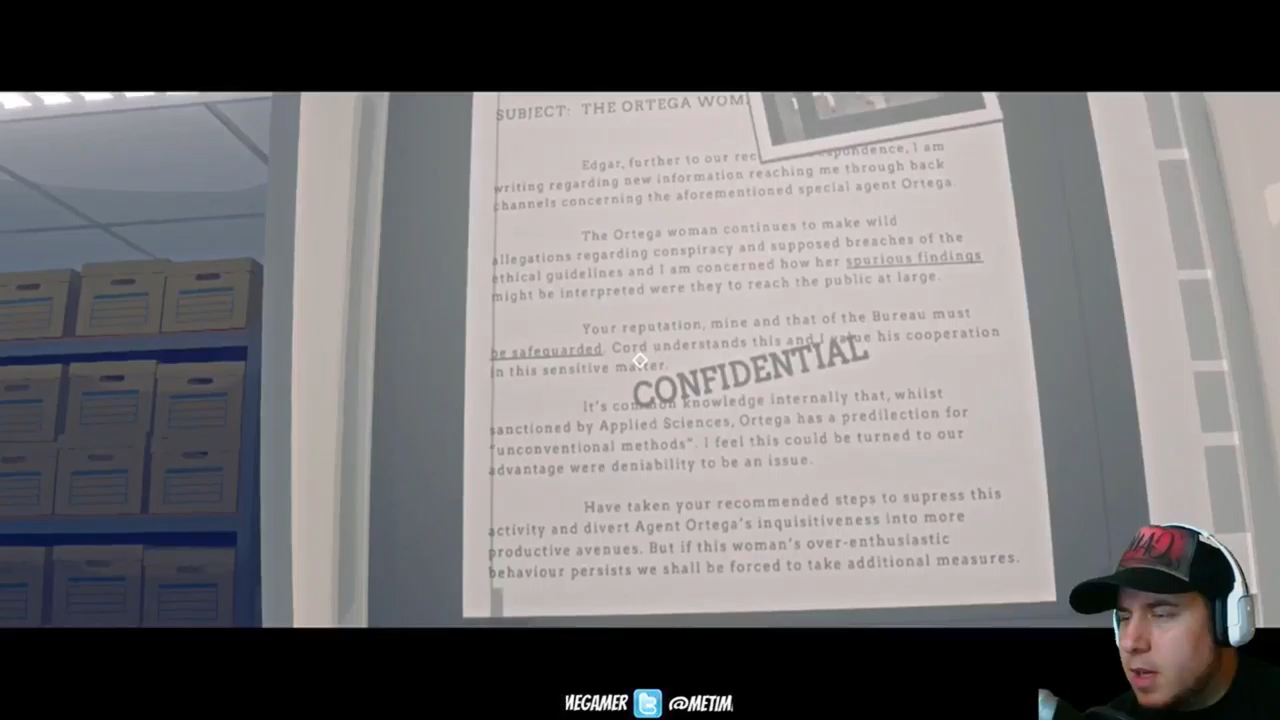 SUBJECT: THE ORTEGA WOM
Edgar, further to our rec pondence, I am
writing regarding new information reaching me through back
channels concerning the aforementioned special agent Ortega
The Ortega woman continues to make wild
allegations regarding conspiracy and supposed breaches of the
ethical guidelines and I am concerned how her spurious findings
might be interpreted were they to reach the public at large.
Your reputation, mine and that of the Bureau must
be safeguarded. Cord understands this and I value his cooperation
in this sensitive matter.
CONFIDENTIAL
It's common knowledge internally that, whilst
sanctioned by Applied Sciences, Ortega has a predilection for
"unconventional methods". I feel this could be turned to our
advantage were deniability to be an issue.
Have taken your recommended steps to supress this
activity and divert Agent Ortega's inquisitiveness into more
productive avenues. But if this woman's over-enthusiastic
behaviour persists we shall be forced to take additional measures.
MEGAMER @METIM